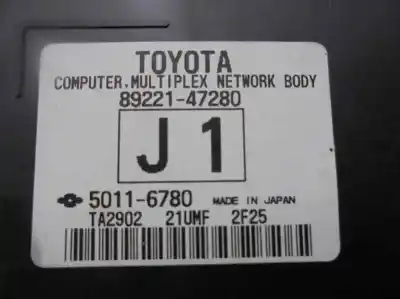 TOYOTA
COMPUTER, MULTIPLEX NETWORK BODY
89221-47280
J 1
5011-6780 MADE IN JAPAN
TA2902 21UMF 2F25